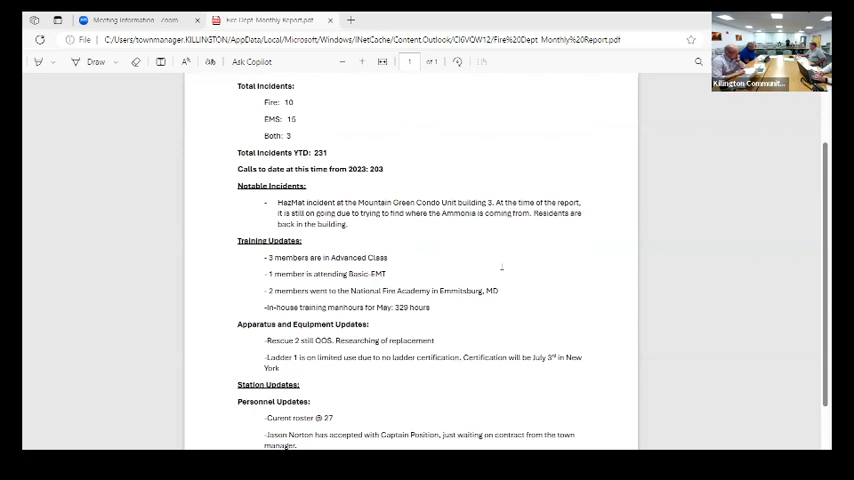 Meeting Information - Zoom
Fire Dept. Monthly Report.pdf
File
C:/Users/townmanager.KILLINGTON/AppData/Local/Microsoft/Windows/INetCache/Content.Outlook/CI6VQW12/Fire%20Dept. Monthly%20Report.pdf
Draw
Ask Copilot
1
of 1
Killington Communit...
Total Incidents:
Fire: 10
EMS: 15
Both: 3
Total Incidents YTD: 231
Calls to date at this time from 2023: 203
Notable Incidents:
- HazMat incident at the Mountain Green Condo Unit building 3. At the time of the report,
it is still on going due to trying to find where the Ammonia is coming from. Residents are
back in the building.
Training Updates:
- 3 members are in Advanced Class
- 1 member is attending Basic-EMT
- 2 members went to the National Fire Academy in Emmitsburg, MD
-In-house training manhours for May: 329 hours
Apparatus and Equipment Updates:
-Rescue 2 still OOS. Researching of replacement
-Ladder 1 is on limited use due to no ladder certification. Certification will be July 3rd in New
York
Station Updates:
Personnel Updates:
-Curent roster @ 27
-Jason Norton has accepted with Captain Position, just waiting on contract from the town
manager.